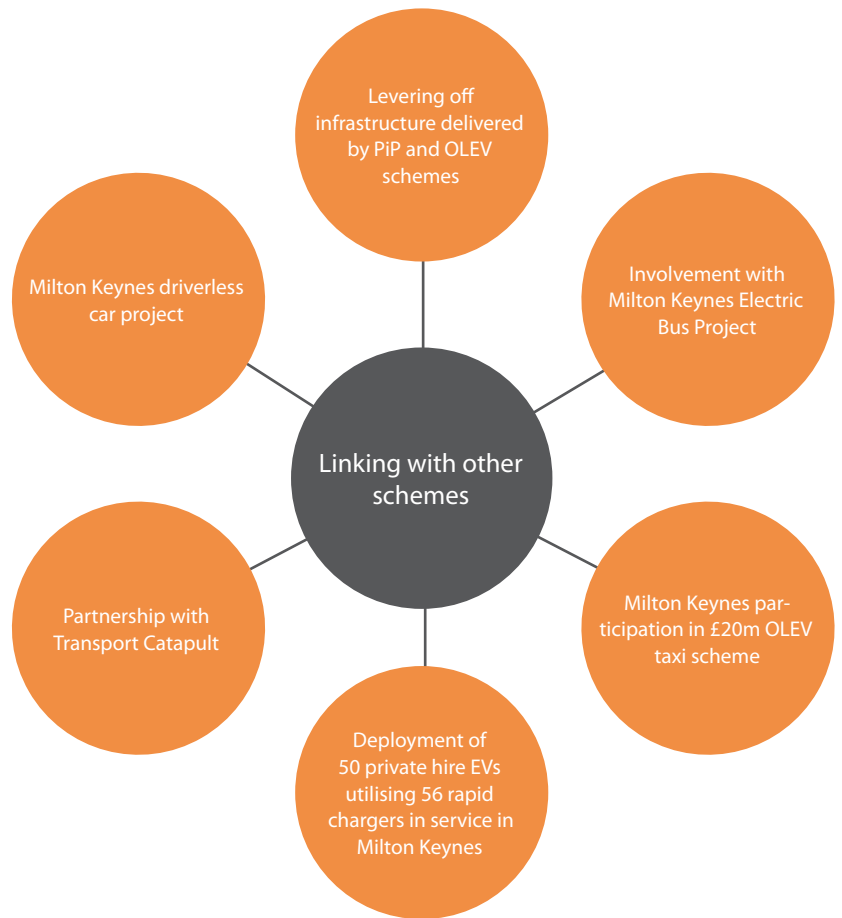 Levering off
infrastructure delivered
by PiP and OLEV
schemes
Milton Keynes driverless
car project
Involvement with
Milton Keynes Electric
Bus Project
Linking with other
schemes
Partnership with
Transport Catapult
Milton Keynes par-
ticipation in £20m OLEV
taxi scheme
Deployment of
50 private hire EVs
utilising 56 rapid
chargers in service in
Milton Keynes